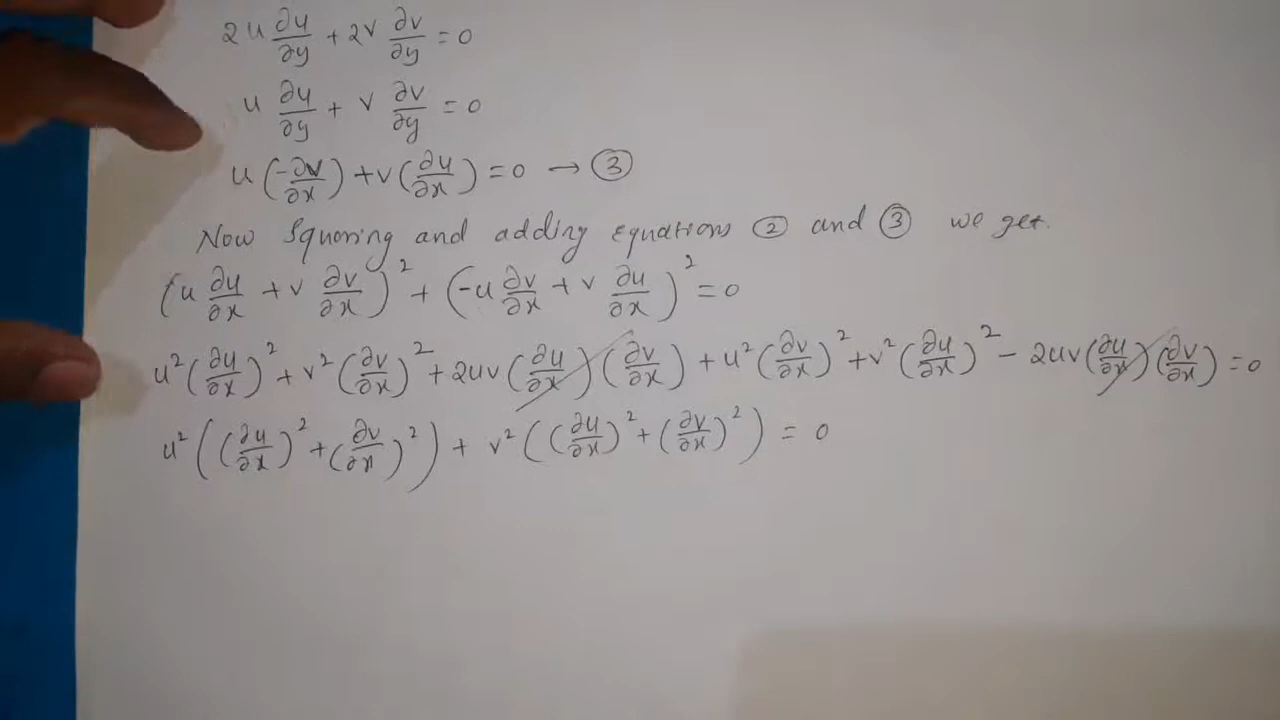 2u ∂u/∂y + 2v ∂v/∂y = 0
u ∂u/∂y + v ∂v/∂y = 0
u(-∂v/∂x) + v(∂u/∂x) = 0 → ③
Now Squaring and adding equations ② and ③ we get.
(u ∂u/∂x + v ∂v/∂x)² + (-u ∂v/∂x + v ∂u/∂x)² = 0
u²(∂u/∂x)² + v²(∂v/∂x)² + 2uv(∂u/∂x)(∂v/∂x) + u²(∂v/∂x)² + v²(∂u/∂x)² - 2uv(∂u/∂x)(∂v/∂x) = 0
u²((∂u/∂x)² + (∂v/∂x)²) + v²((∂u/∂x)² + (∂v/∂x)²) = 0